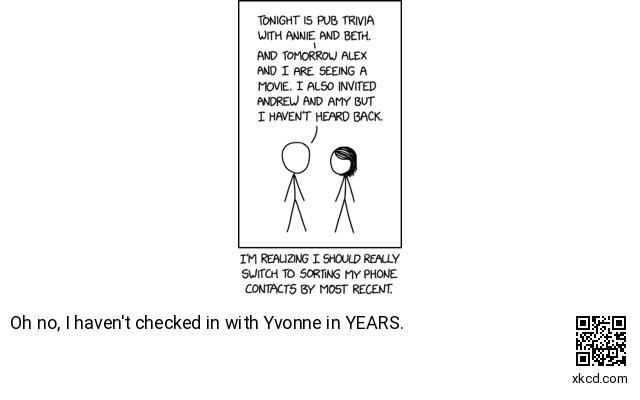 TONIGHT IS PUB TRIVIA
WITH ANNIE AND BETH.
AND TOMORROW ALEX
AND I ARE SEEING A
MOVIE. I ALSO INVITED
ANDREW AND AMY BUT
I HAVEN'T HEARD BACK.
I'M REALIZING I SHOULD REALLY
SWITCH TO SORTING MY PHONE
CONTACTS BY MOST RECENT.
Oh no, I haven't checked in with Yvonne in YEARS.
xkcd.com